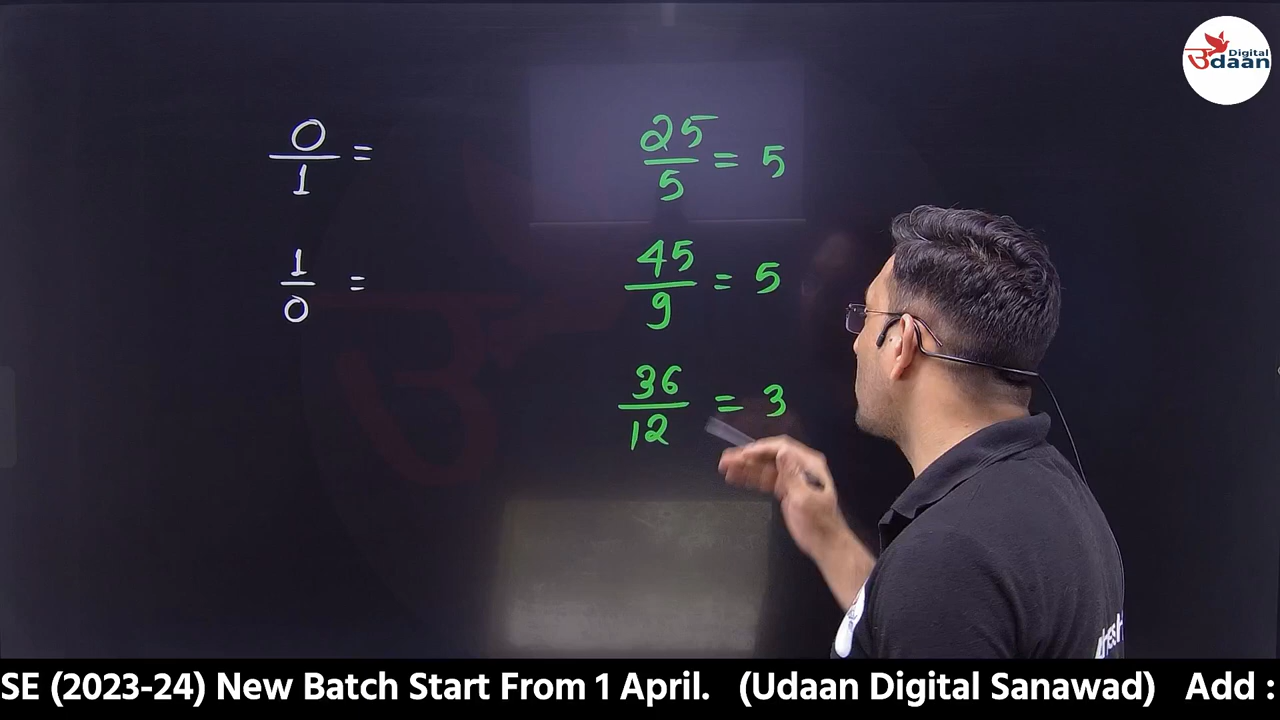 Digital
उdaan
0/1 =
1/0 =
25/5 = 5
45/9 = 5
36/12 = 3
SE (2023-24) New Batch Start From 1 April. (Udaan Digital Sanawad) Add :